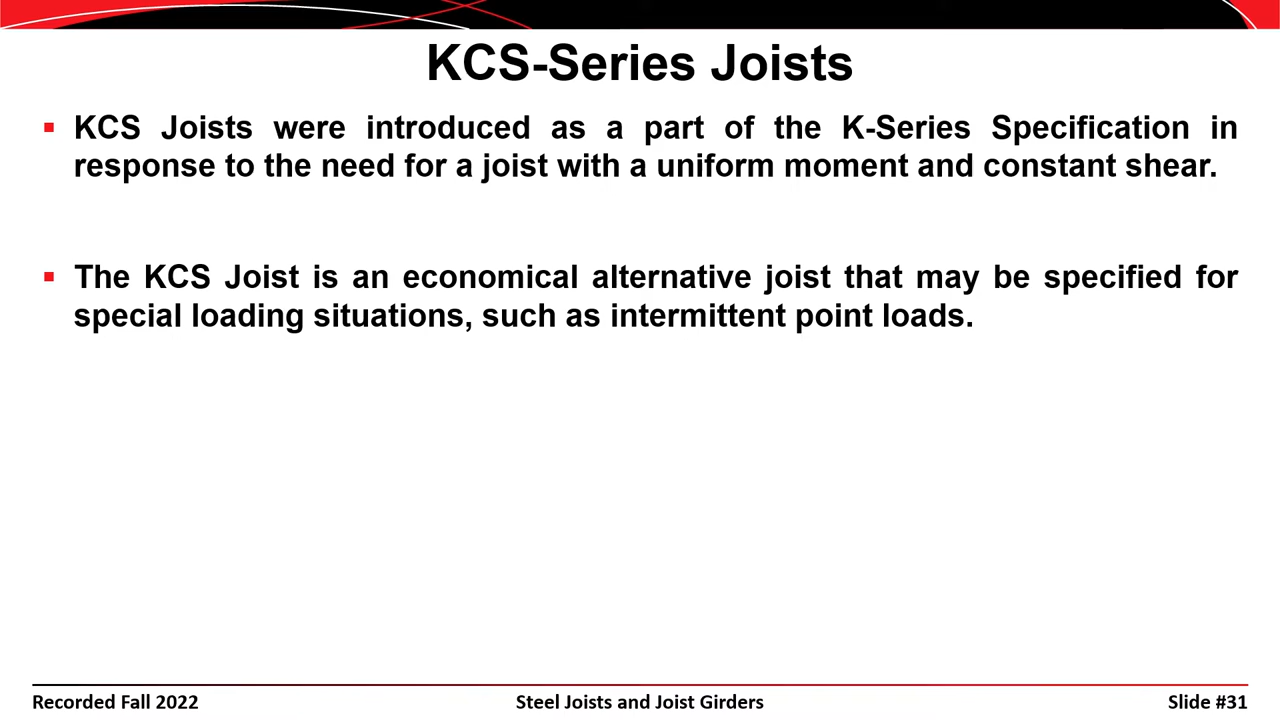 KCS-Series Joists
▪ KCS Joists were introduced as a part of the K-Series Specification in
response to the need for a joist with a uniform moment and constant shear.
▪ The KCS Joist is an economical alternative joist that may be specified for
special loading situations, such as intermittent point loads.
Recorded Fall 2022 Steel Joists and Joist Girders Slide #31